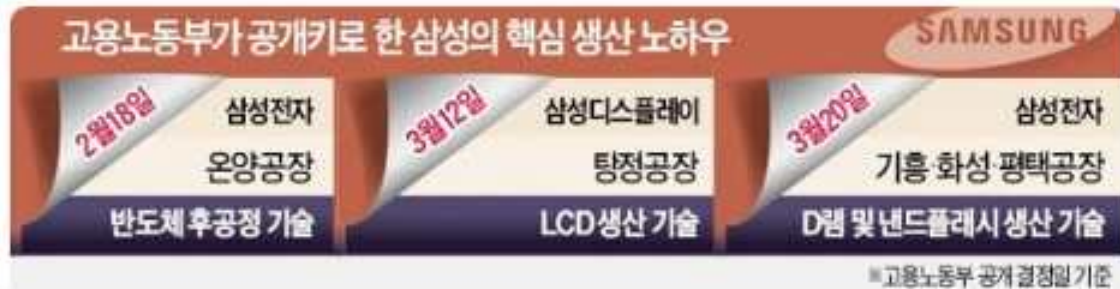 고용노동부가 공개키로 한 삼성의 핵심 생산 노하우
SAMSUNG
2월18일
삼성전자
온양공장
반도체 후공정 기술
3월12일
삼성디스플레이
탕정공장
LCD 생산 기술
3월20일
삼성전자
기흥·화성·평택공장
D램 및 낸드플래시 생산 기술
※고용노동부 공개 결정일 기준